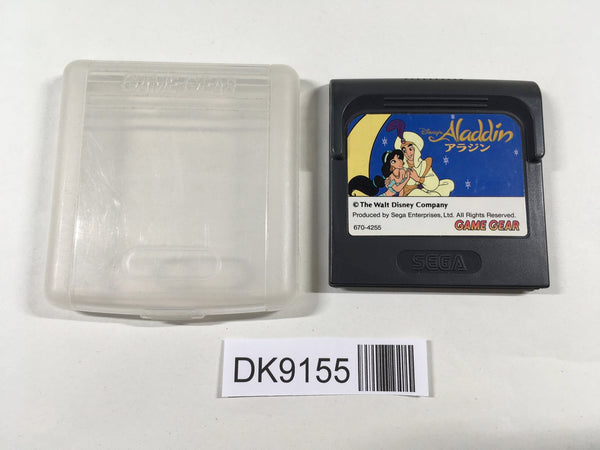 GAME GEAR
Disney's Aladdin
アラジン
© The Walt Disney Company
Produced by Sega Enterprises, Ltd. All Rights Reserved.
670-4255
GAME GEAR
SEGA
DK9155